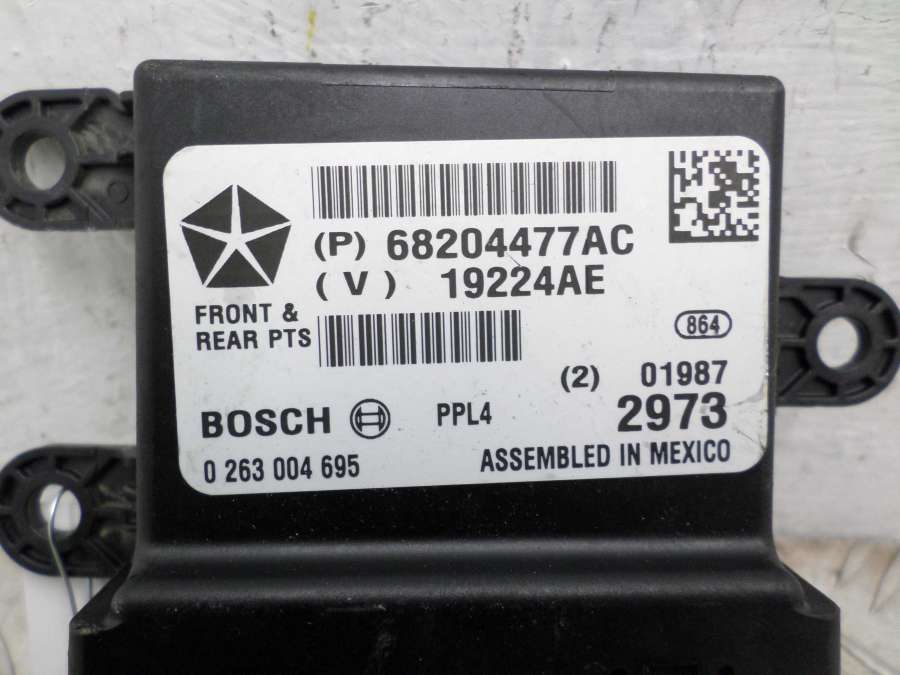 (P) 68204477AC
(V) 19224AE
FRONT &
REAR PTS
864
(2) 01987
BOSCH PPL4 2973
0 263 004 695 ASSEMBLED IN MEXICO